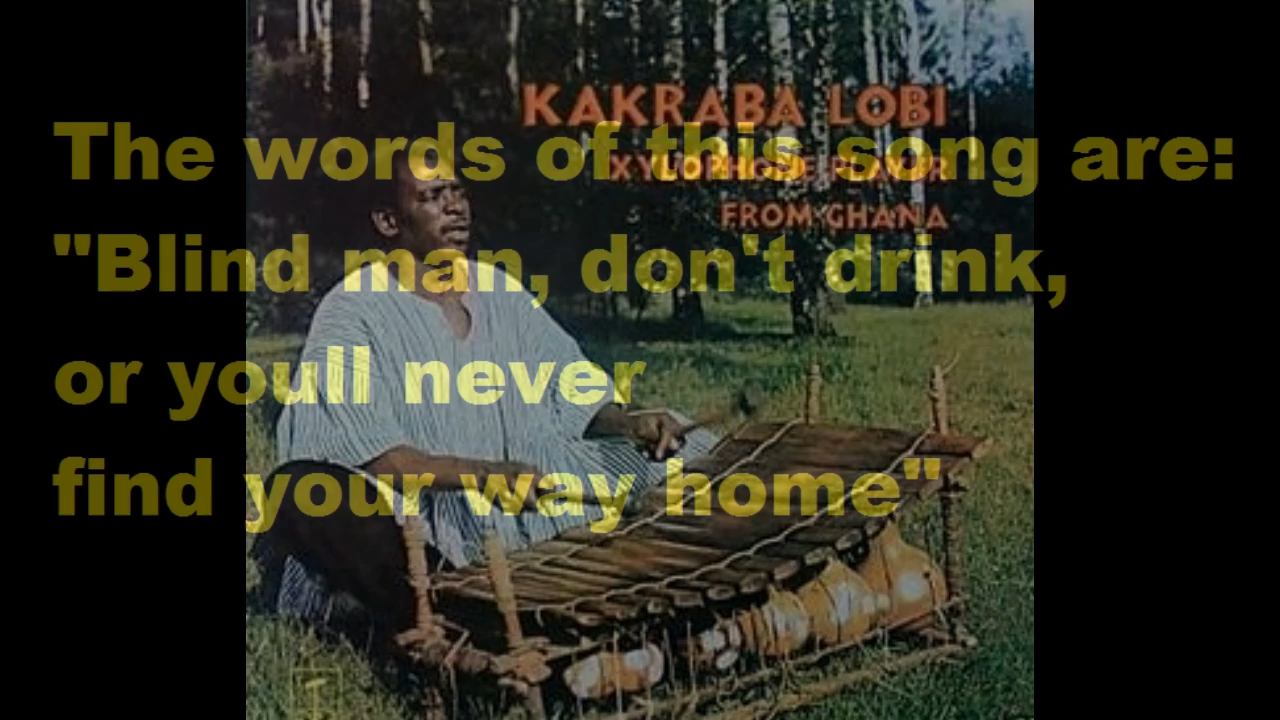 KAKRABA LOBI
XYLOPHONE PLAYER
FROM GHANA
The words of this song are:
"Blind man, don't drink,
or youll never
find your way home"